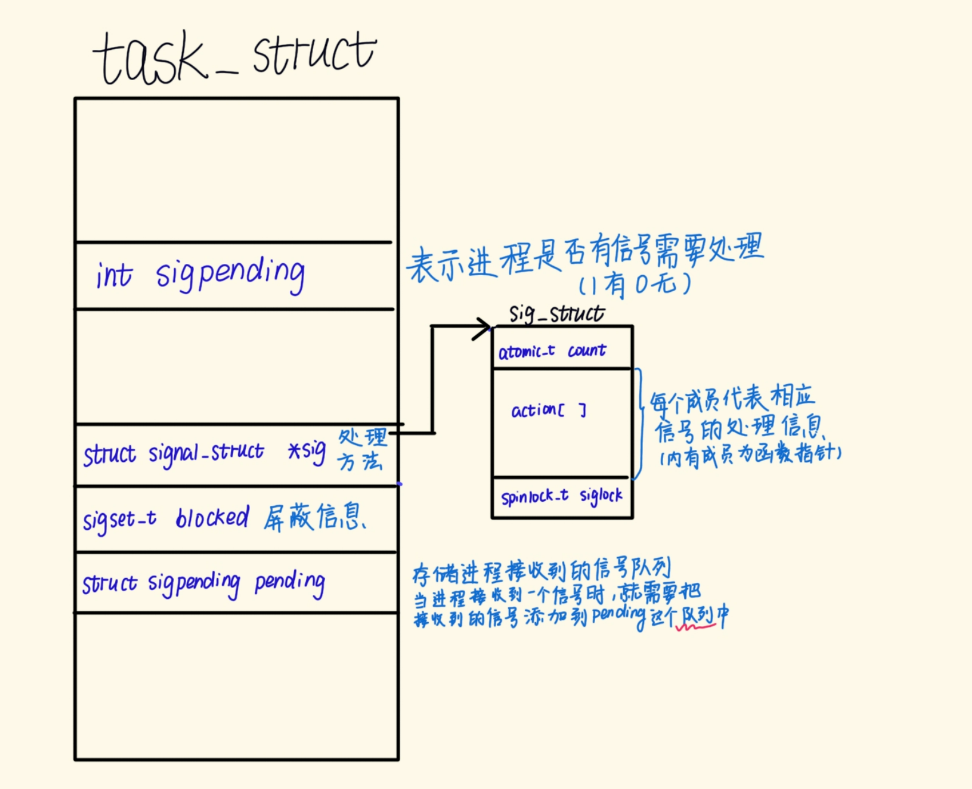 task_struct
int sigpending
表示进程是否有信号需要处理
(1有0无)
sig_struct
atomic_t count
action[ ]
每个成员代表相应
信号的处理信息
(内有成员为函数指针)
spinlock_t siglock
struct signal_struct *sig 处理
方法
sigset_t blocked 屏蔽信息
struct sigpending pending
存储进程接收到的信号队列
当进程接收到一个信号时,就需要把
接收到的信号添加到pending这个队列中